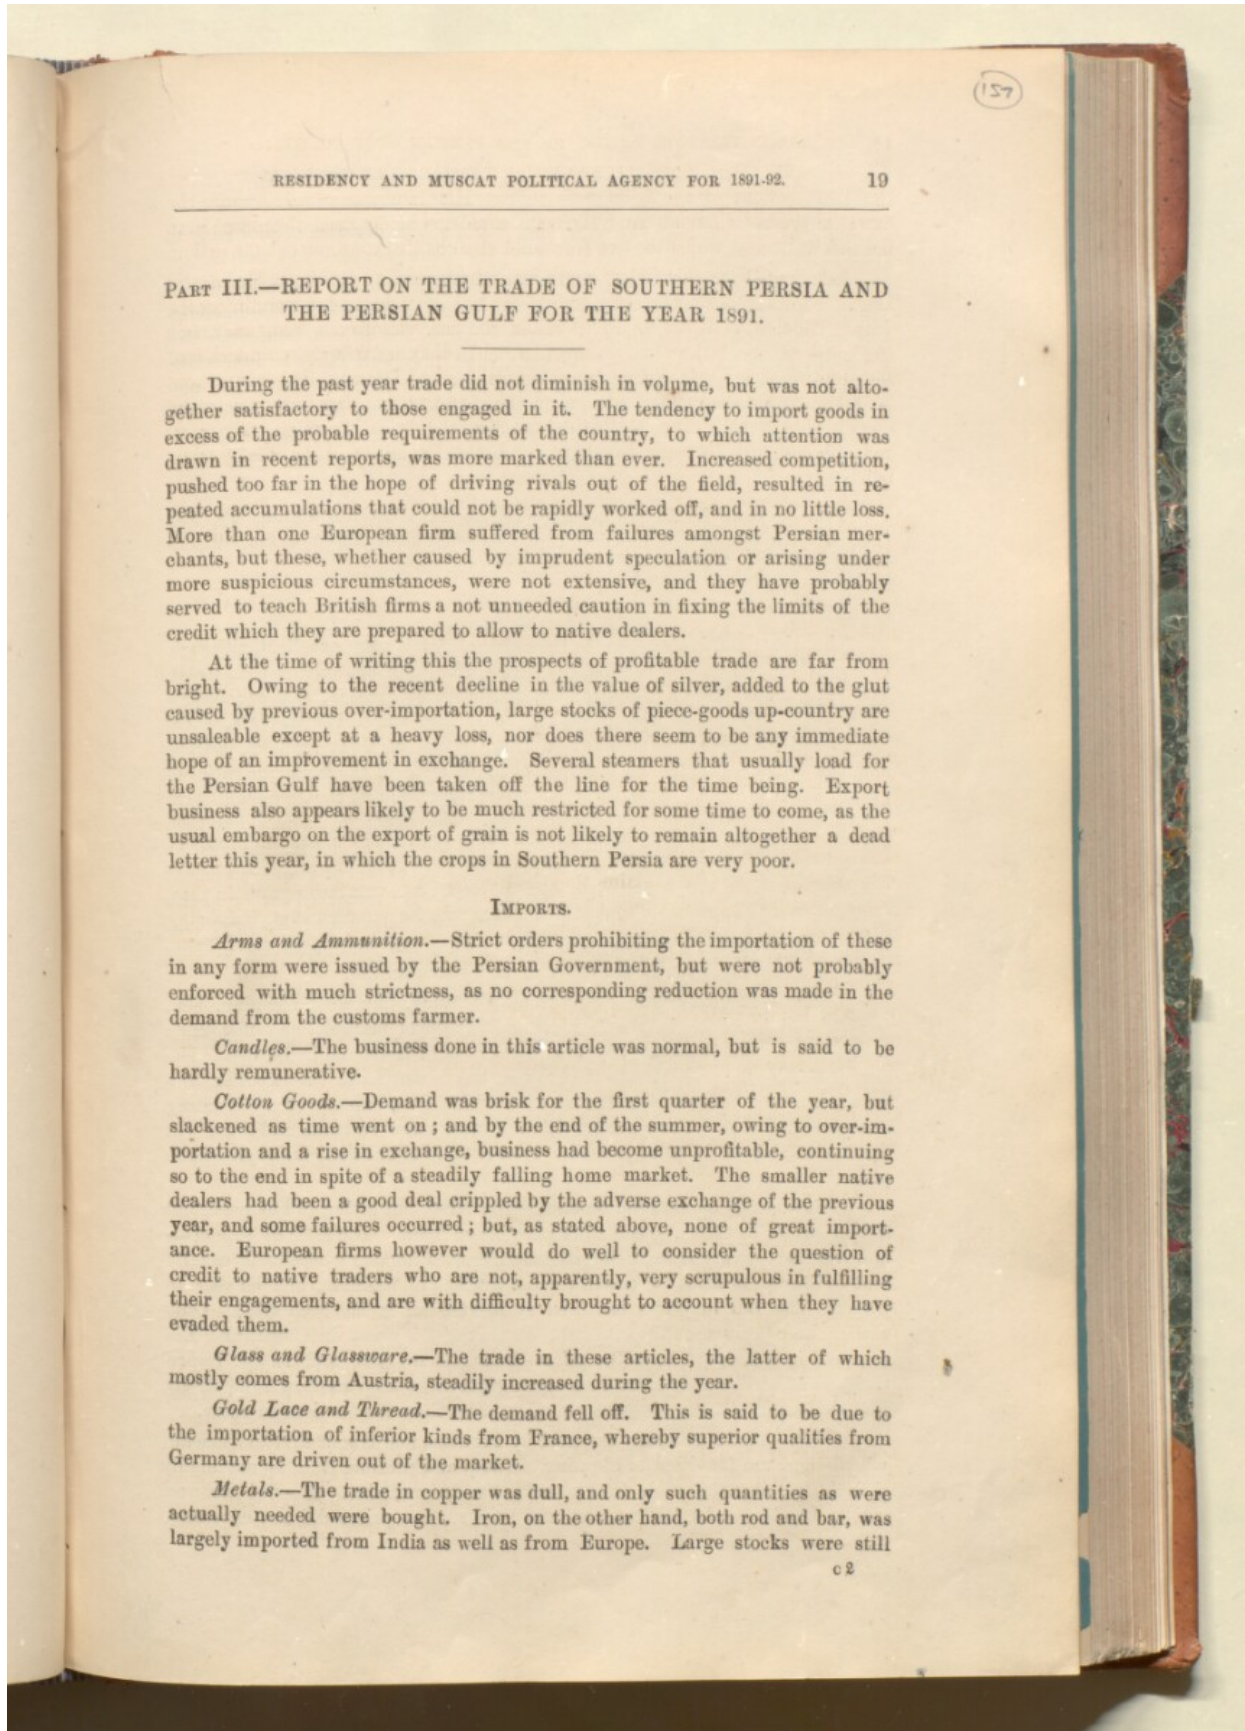 157
RESIDENCY AND MUSCAT POLITICAL AGENCY FOR 1891-92. 19
PART III.—REPORT ON THE TRADE OF SOUTHERN PERSIA AND
THE PERSIAN GULF FOR THE YEAR 1891.
During the past year trade did not diminish in volume, but was not alto-
gether satisfactory to those engaged in it. The tendency to import goods in
excess of the probable requirements of the country, to which attention was
drawn in recent reports, was more marked than ever. Increased competition,
pushed too far in the hope of driving rivals out of the field, resulted in re-
peated accumulations that could not be rapidly worked off, and in no little loss.
More than one European firm suffered from failures amongst Persian mer-
chants, but these, whether caused by imprudent speculation or arising under
more suspicious circumstances, were not extensive, and they have probably
served to teach British firms a not unneeded caution in fixing the limits of the
credit which they are prepared to allow to native dealers.
At the time of writing this the prospects of profitable trade are far from
bright. Owing to the recent decline in the value of silver, added to the glut
caused by previous over-importation, large stocks of piece-goods up-country are
unsaleable except at a heavy loss, nor does there seem to be any immediate
hope of an improvement in exchange. Several steamers that usually load for
the Persian Gulf have been taken off the line for the time being. Export
business also appears likely to be much restricted for some time to come, as the
usual embargo on the export of grain is not likely to remain altogether a dead
letter this year, in which the crops in Southern Persia are very poor.
IMPORTS.
Arms and Ammunition.—Strict orders prohibiting the importation of these
in any form were issued by the Persian Government, but were not probably
enforced with much strictness, as no corresponding reduction was made in the
demand from the customs farmer.
Candles.—The business done in this article was normal, but is said to be
hardly remunerative.
Cotton Goods.—Demand was brisk for the first quarter of the year, but
slackened as time went on; and by the end of the summer, owing to over-im-
portation and a rise in exchange, business had become unprofitable, continuing
so to the end in spite of a steadily falling home market. The smaller native
dealers had been a good deal crippled by the adverse exchange of the previous
year, and some failures occurred; but, as stated above, none of great import-
ance. European firms however would do well to consider the question of
credit to native traders who are not, apparently, very scrupulous in fulfilling
their engagements, and are with difficulty brought to account when they have
evaded them.
Glass and Glassware.—The trade in these articles, the latter of which
mostly comes from Austria, steadily increased during the year.
Gold Lace and Thread.—The demand fell off. This is said to be due to
the importation of inferior kinds from France, whereby superior qualities from
Germany are driven out of the market.
Metals.—The trade in copper was dull, and only such quantities as were
actually needed were bought. Iron, on the other hand, both rod and bar, was
largely imported from India as well as from Europe. Large stocks were still
c 2